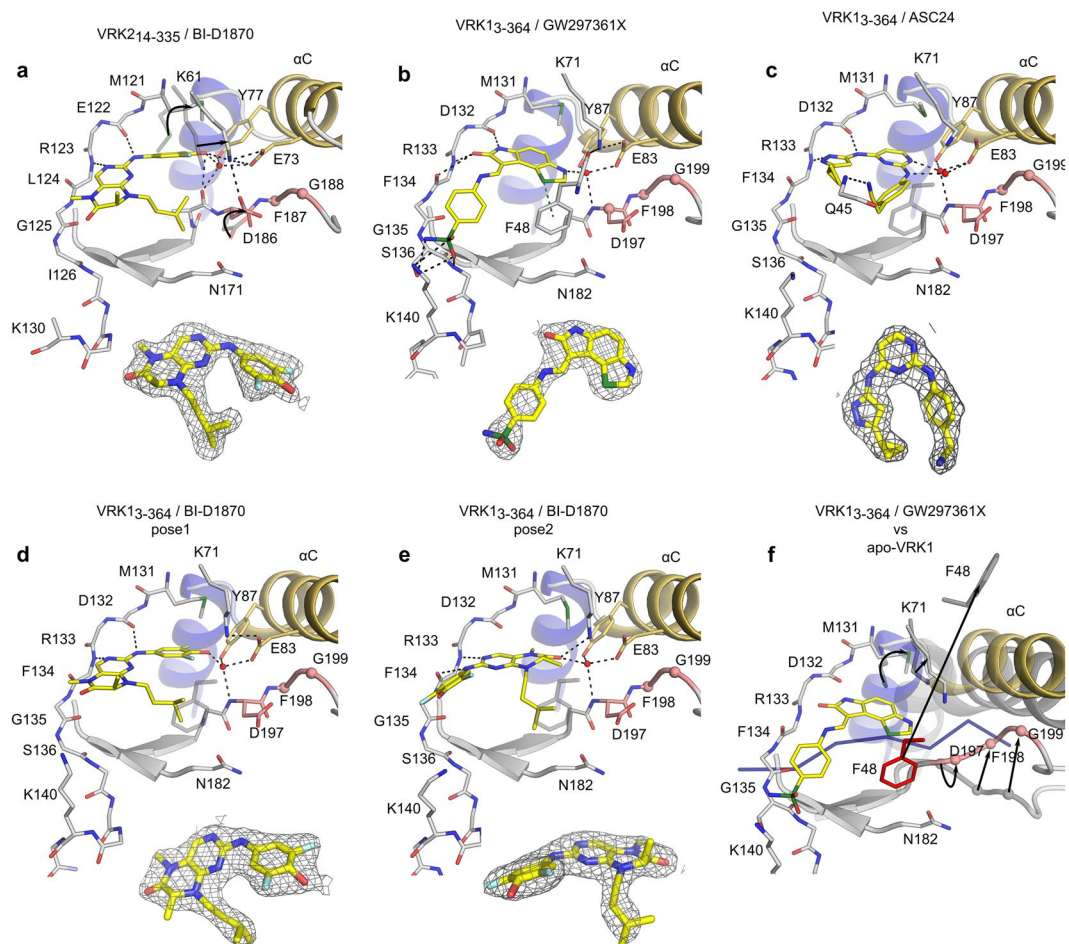 VRK2₁₄₋₃₃₅ / BI-D1870
a
M121
K61
αC
E122
Y77
R123
E73
L124
G188
G125
F187
D186
I126
N171
K130
VRK1₃₋₃₆₄ / GW297361X
b
K71
αC
M131
D132
Y87
R133
E83
F134
G199
F198
F48
G135
D197
S136
N182
K140
VRK1₃₋₃₆₄ / ASC24
c
K71
αC
M131
D132
Y87
R133
E83
G199
F134
Q45
F198
G135
D197
S136
N182
K140
VRK1₃₋₃₆₄ / BI-D1870
pose1
d
K71
αC
M131
D132
Y87
R133
E83
F134
G199
F198
G135
D197
S136
N182
K140
VRK1₃₋₃₆₄ / BI-D1870
pose2
e
K71
αC
M131
D132
Y87
R133
E83
F134
G199
F198
G135
D197
S136
N182
K140
VRK1₃₋₃₆₄ / GW297361X
vs
apo-VRK1
f
F48
K71
αC
M131
D132
R133
G199
F134
D197
F198
F48
G135
N182
K140